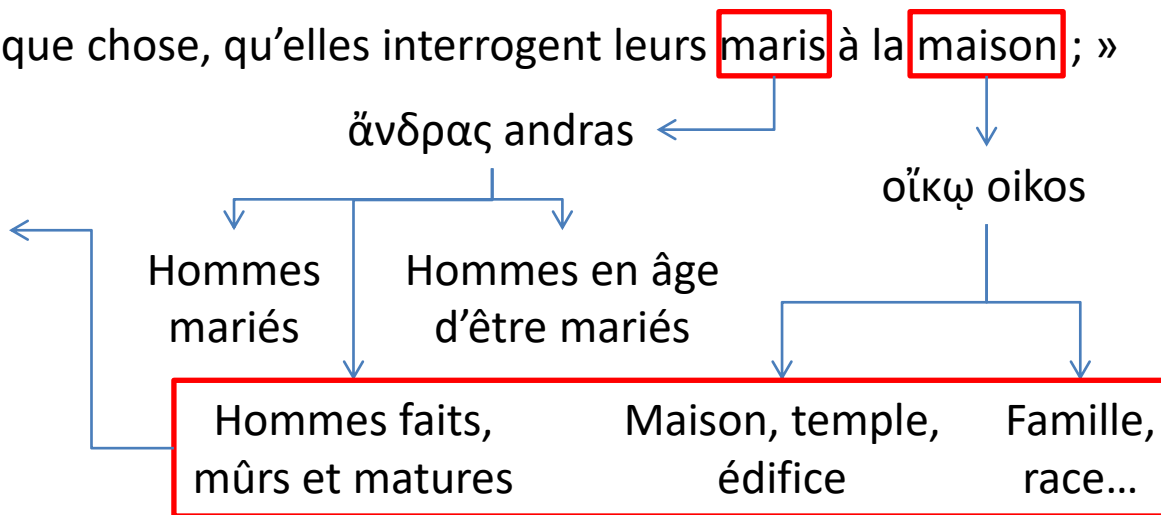 que chose, qu’elles interrogent leurs maris à la maison ; »
ἄνδρας andras
οἴκῳ oikos
Hommes
mariés
Hommes en âge
d’être mariés
Hommes faits,
mûrs et matures
Maison, temple,
édifice
Famille,
race…